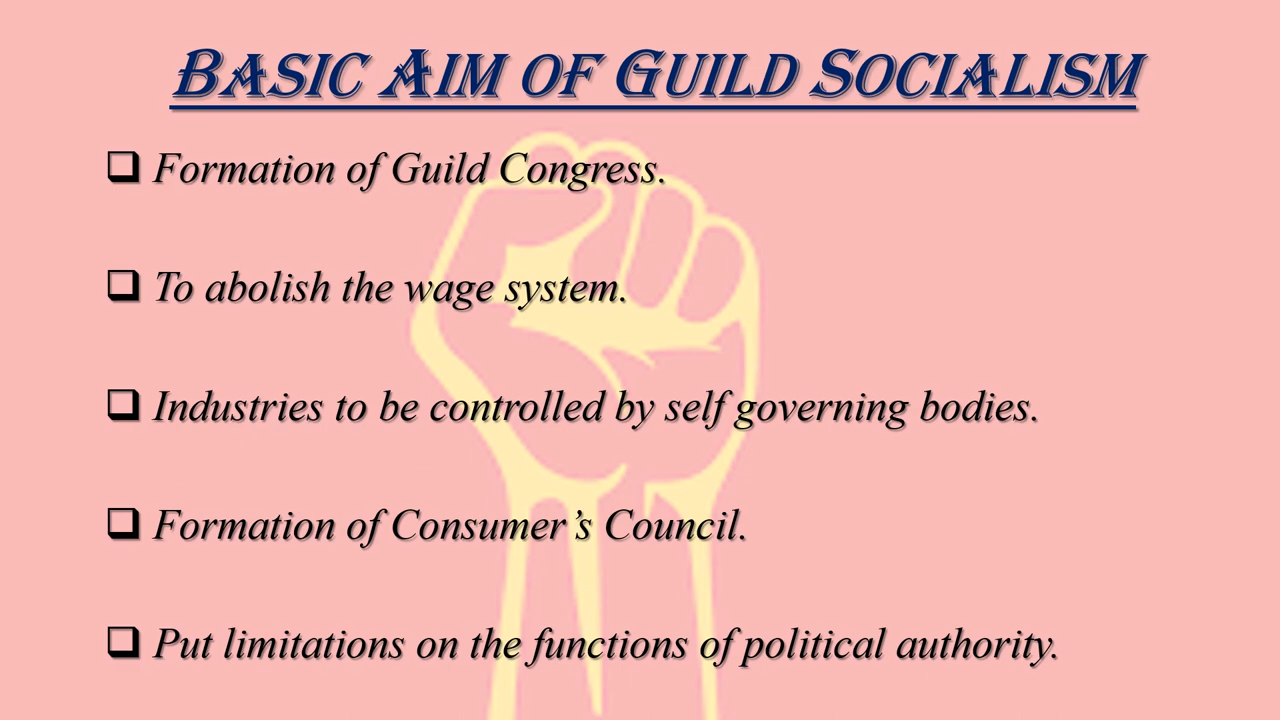 Basic Aim of Guild Socialism
❑ Formation of Guild Congress.
❑ To abolish the wage system.
❑ Industries to be controlled by self governing bodies.
❑ Formation of Consumer’s Council.
❑ Put limitations on the functions of political authority.